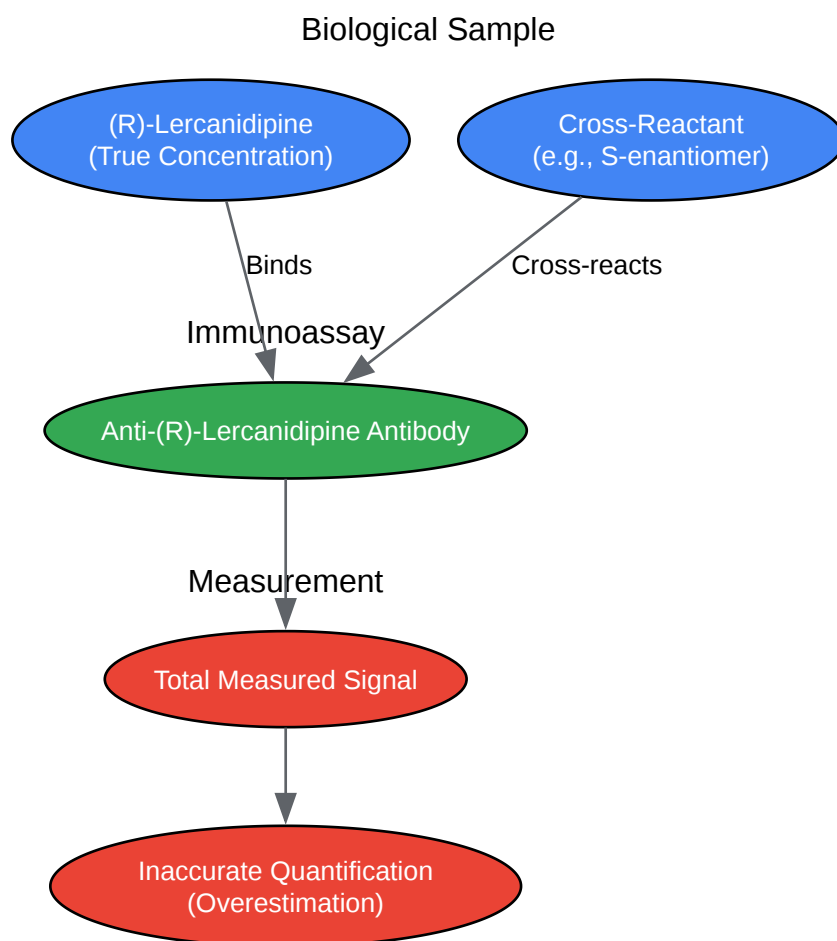 Biological Sample
(R)-Lercanidipine
(True Concentration)
Cross-Reactant
(e.g., S-enantiomer)
Binds
Cross-reacts
Immunoassay
Anti-(R)-Lercanidipine Antibody
Measurement
Total Measured Signal
Inaccurate Quantification
(Overestimation)